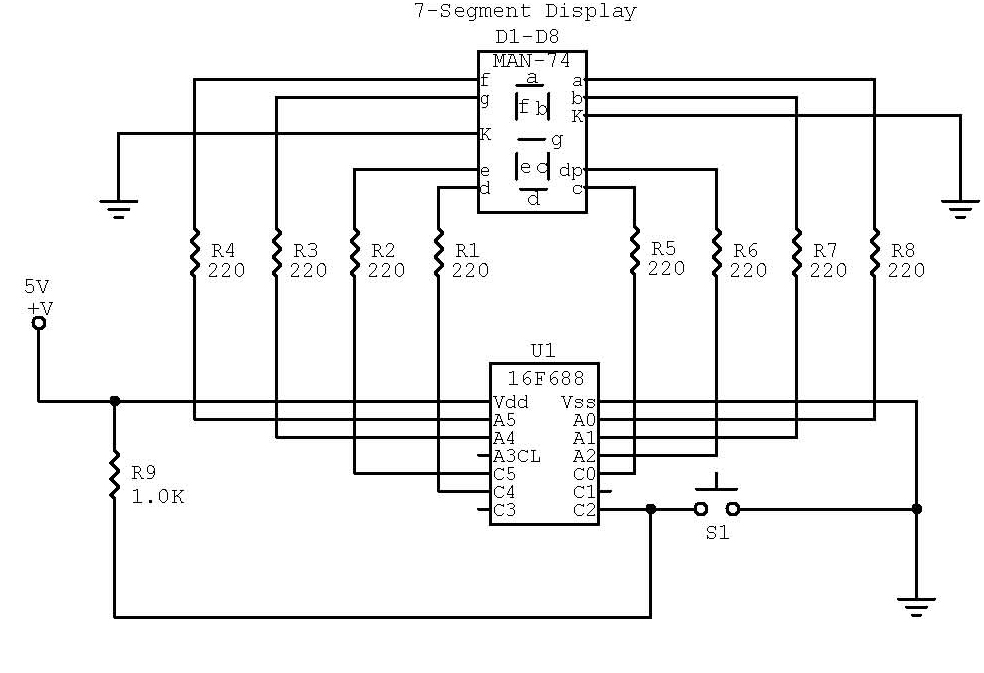 7-Segment Display
D1-D8
MAN-74
f a a
g f b b
K K
g
e e c dp
d d c
R4 R3 R2 R1 R5 R6 R7 R8
220 220 220 220 220 220 220 220
5V
+V
U1
16F688
Vdd Vss
A5 A0
A4 A1
A3CL A2
C5 C0
C4 C1
C3 C2
R9
1.0K
S1